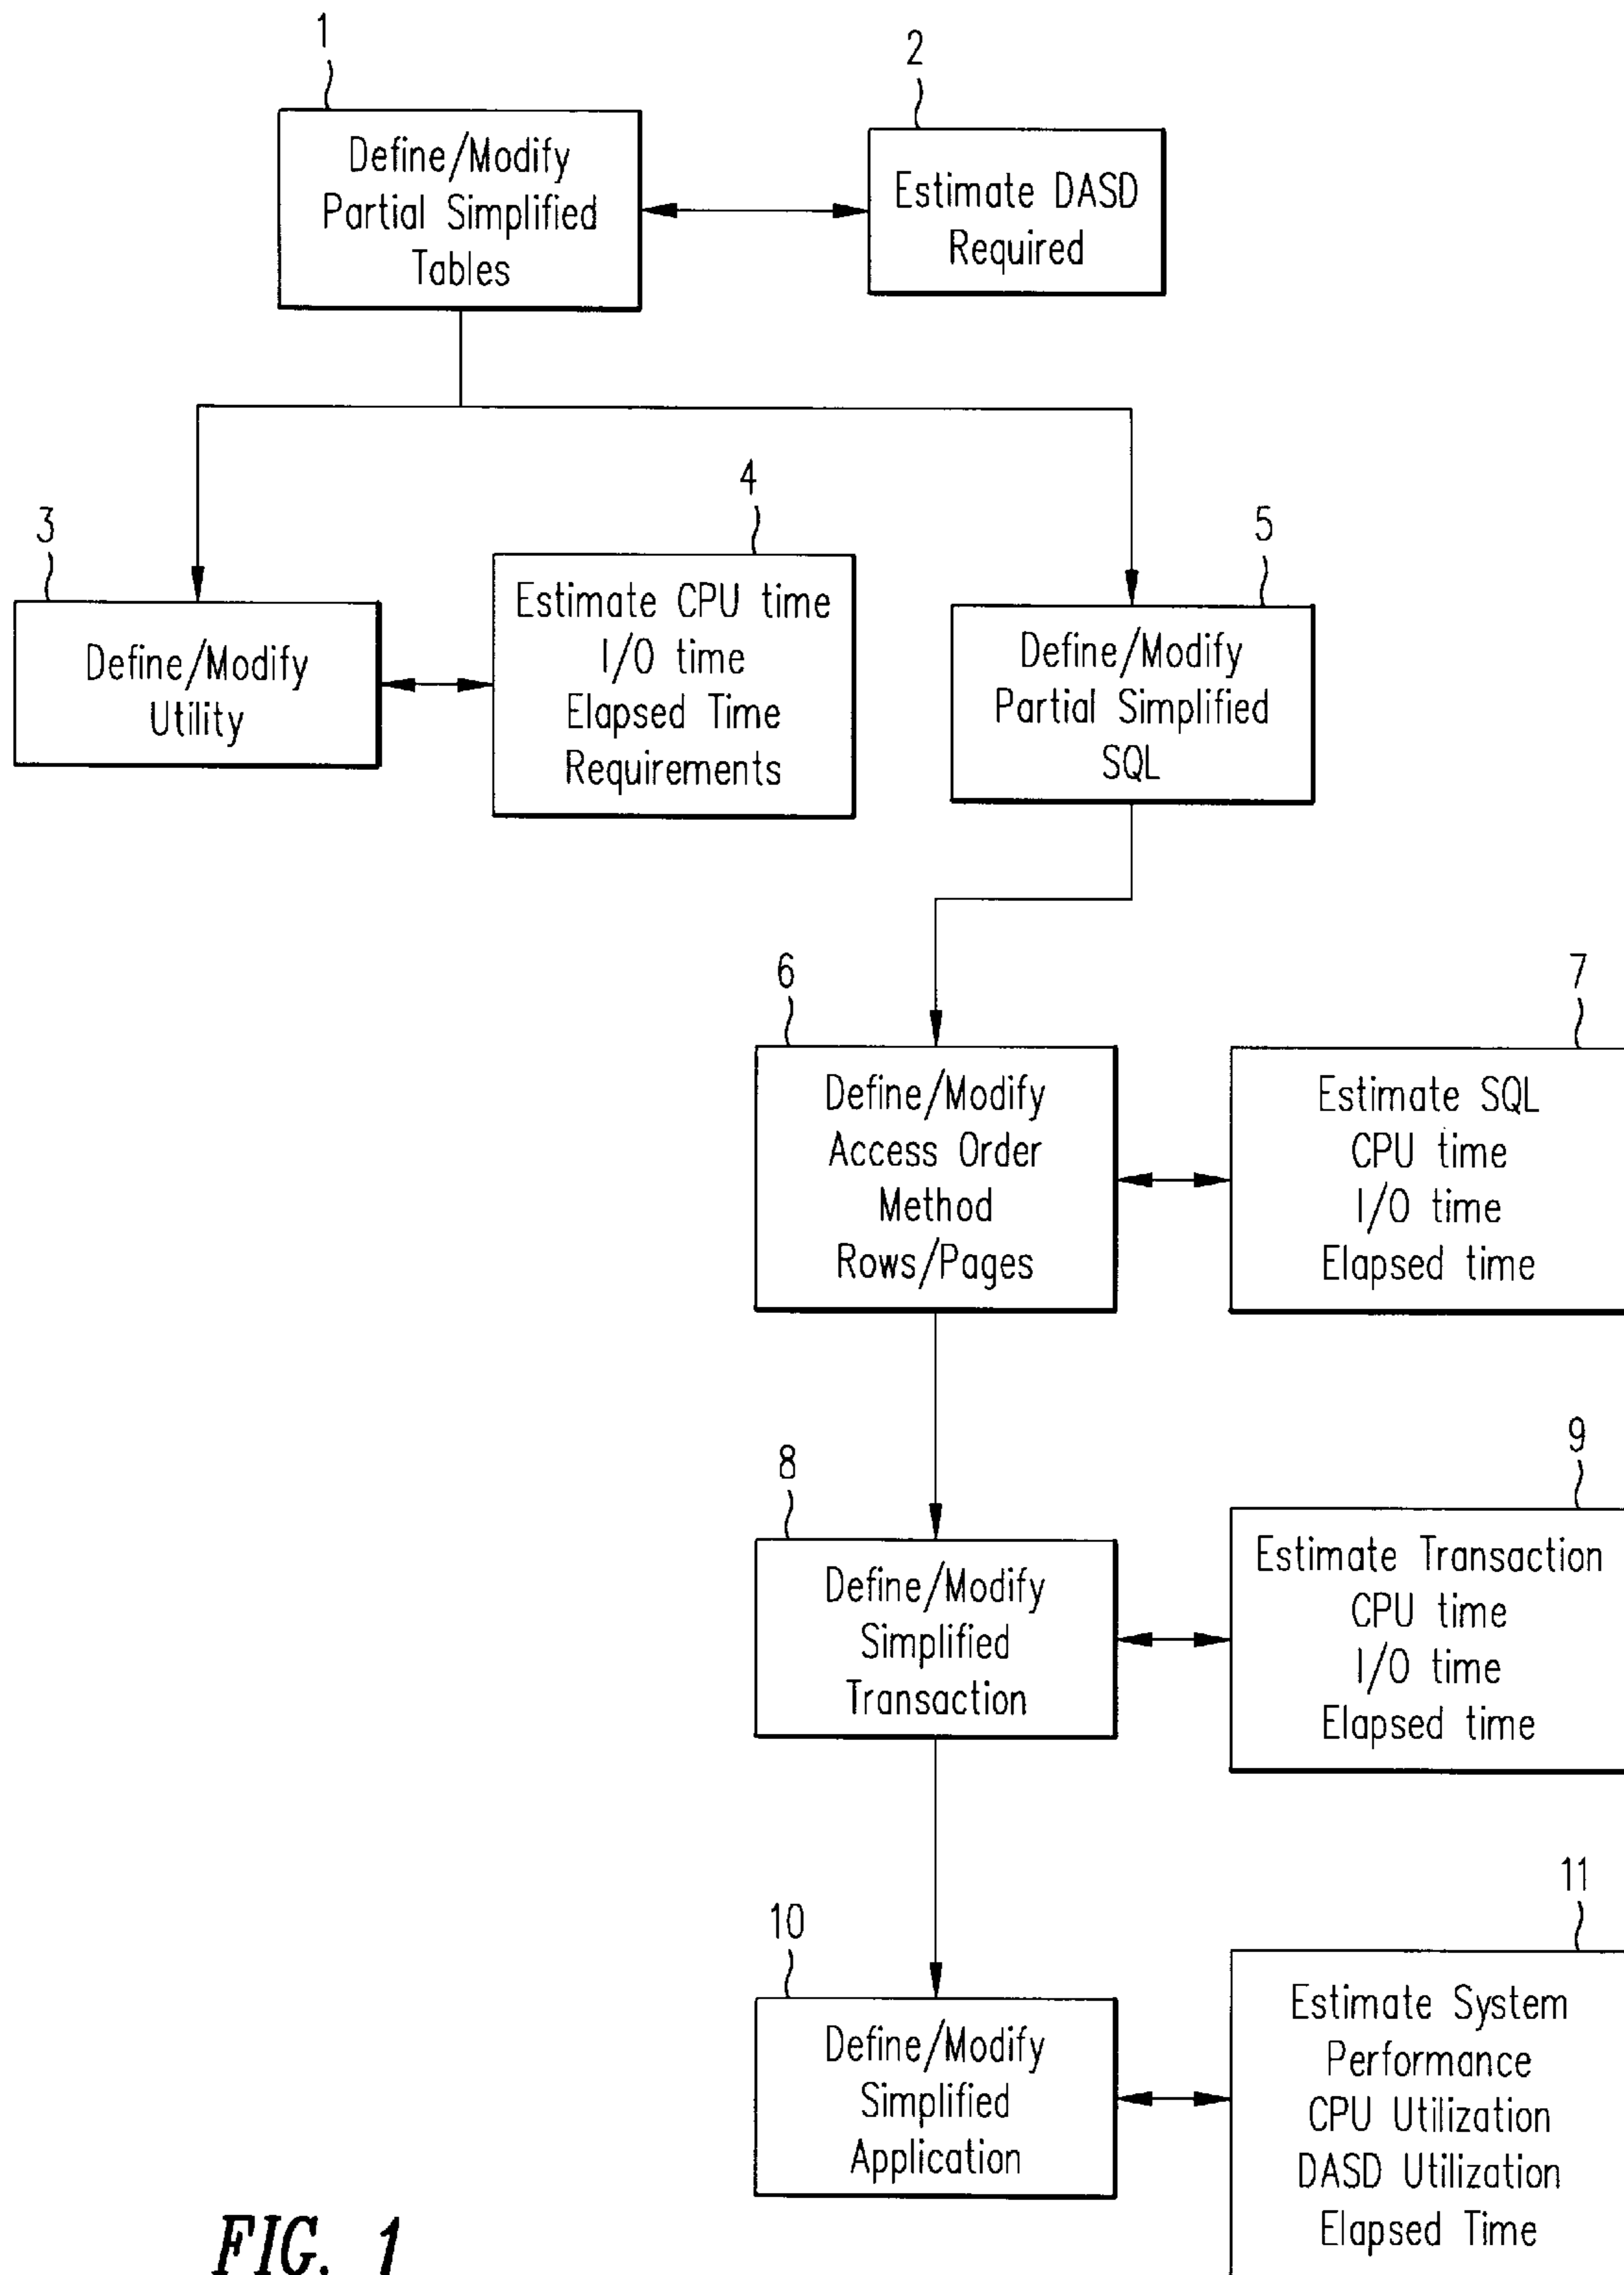 1
Define/Modify
Partial Simplified
Tables
2
Estimate DASD
Required
3
Define/Modify
Utility
4
Estimate CPU time
I/O time
Elapsed Time
Requirements
5
Define/Modify
Partial Simplified
SQL
6
Define/Modify
Access Order
Method
Rows/Pages
7
Estimate SQL
CPU time
I/O time
Elapsed time
8
Define/Modify
Simplified
Transaction
9
Estimate Transaction
CPU time
I/O time
Elapsed time
10
Define/Modify
Simplified
Application
11
Estimate System
Performance
CPU Utilization
DASD Utilization
Elapsed Time
FIG. 1